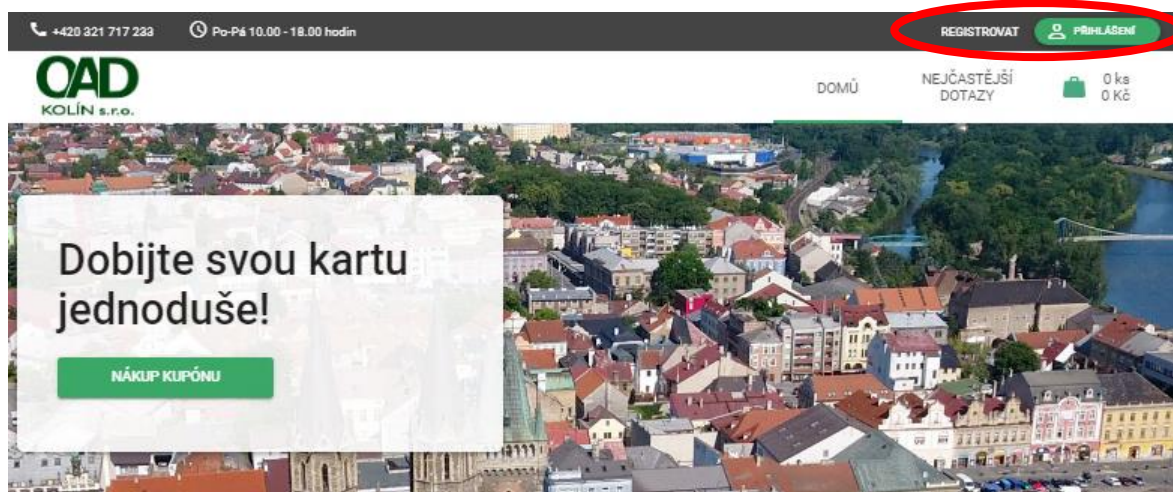 +420 321 717 233
Po-Pá 10.00 - 18.00 hodin
REGISTROVAT
PŘIHLÁŠENÍ
OAD
KOLÍN s.r.o.
DOMŮ
NEJČASTĚJŠÍ
DOTAZY
0 ks
0 Kč
Dobijte svou kartu
jednoduše!
NÁKUP KUPÓNU